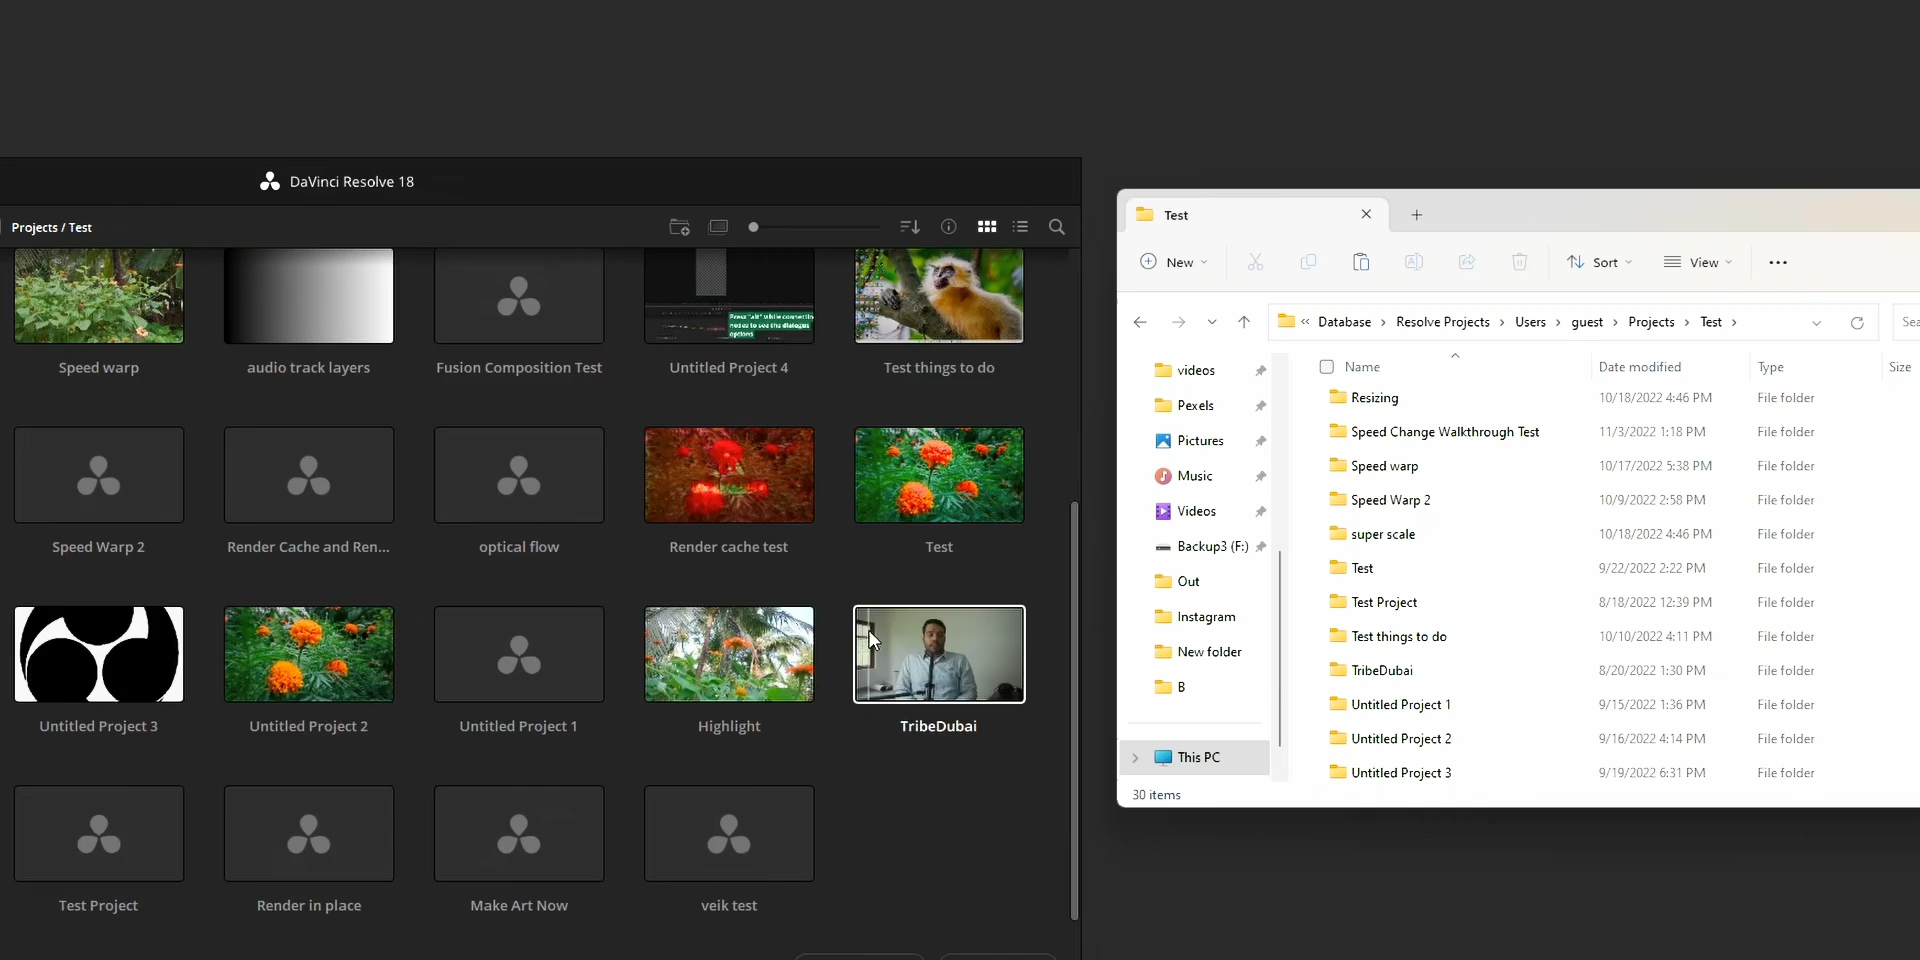 DaVinci Resolve 18
Projects / Test
Speed warp
audio track layers
Fusion Composition Test
Untitled Project 4
Test things to do
Press "alt" while connecting
nodes to see the dialogue
options
Speed Warp 2
Render Cache and Ren...
optical flow
Render cache test
Test
Untitled Project 3
Untitled Project 2
Untitled Project 1
Highlight
TribeDubai
Test Project
Render in place
Make Art Now
veik test
Test
New
Sort
View
« Database > Resolve Projects > Users > guest > Projects > Test >
Sea
videos
Pexels
Pictures
Music
Videos
Backup3 (F:)
Out
Instagram
New folder
B
This PC
30 items
Name Date modified Type Size
Resizing 10/18/2022 4:46 PM File folder
Speed Change Walkthrough Test 11/3/2022 1:18 PM File folder
Speed warp 10/17/2022 5:38 PM File folder
Speed Warp 2 10/9/2022 2:58 PM File folder
super scale 10/18/2022 4:46 PM File folder
Test 9/22/2022 2:22 PM File folder
Test Project 8/18/2022 12:39 PM File folder
Test things to do 10/10/2022 4:11 PM File folder
TribeDubai 8/20/2022 1:30 PM File folder
Untitled Project 1 9/15/2022 1:36 PM File folder
Untitled Project 2 9/16/2022 4:14 PM File folder
Untitled Project 3 9/19/2022 6:31 PM File folder